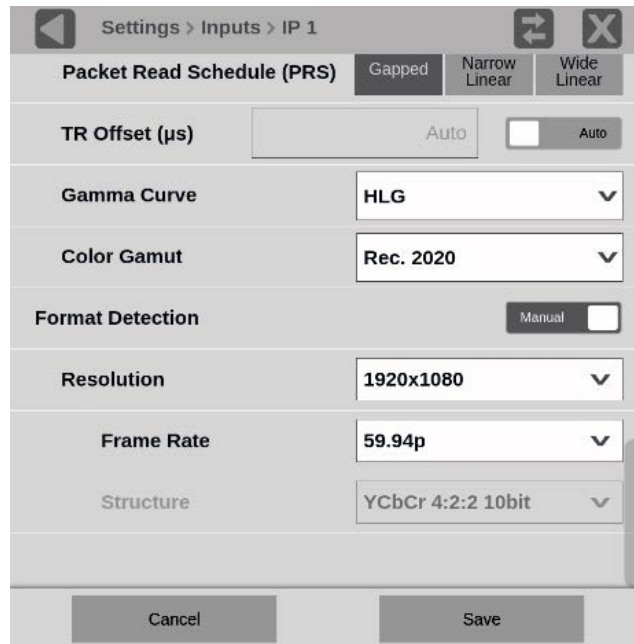 Settings > Inputs > IP 1
Packet Read Schedule (PRS) Gapped Narrow Linear Wide Linear
TR Offset (µs) Auto Auto
Gamma Curve HLG
Color Gamut Rec. 2020
Format Detection Manual
Resolution 1920x1080
Frame Rate 59.94p
Structure YCbCr 4:2:2 10bit
Cancel Save